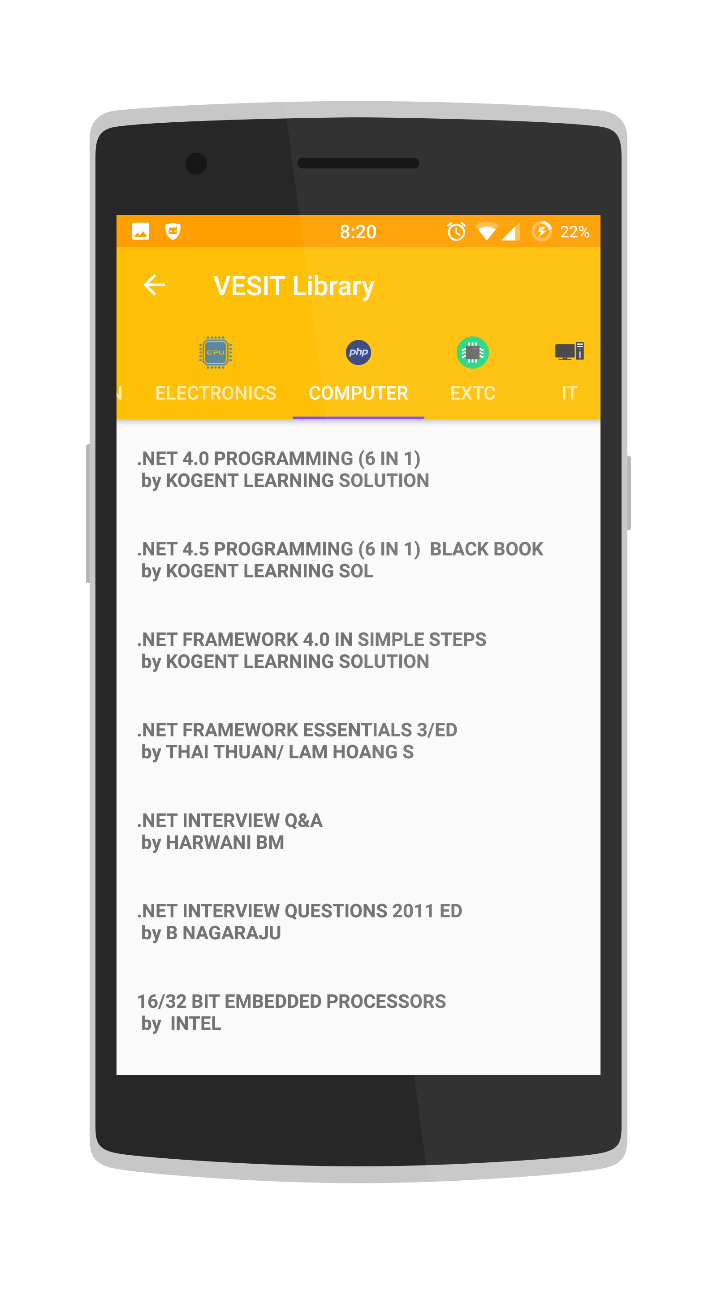 8:20
22%
VESIT Library
CPU
php
N
ELECTRONICS
COMPUTER
EXTC
IT
.NET 4.0 PROGRAMMING (6 IN 1)
by KOGENT LEARNING SOLUTION
.NET 4.5 PROGRAMMING (6 IN 1)  BLACK BOOK
by KOGENT LEARNING SOL
.NET FRAMEWORK 4.0 IN SIMPLE STEPS
by KOGENT LEARNING SOLUTION
.NET FRAMEWORK ESSENTIALS 3/ED
by THAI THUAN/ LAM HOANG S
.NET INTERVIEW Q&A
by HARWANI BM
.NET INTERVIEW QUESTIONS 2011 ED
by B NAGARAJU
16/32 BIT EMBEDDED PROCESSORS
by  INTEL